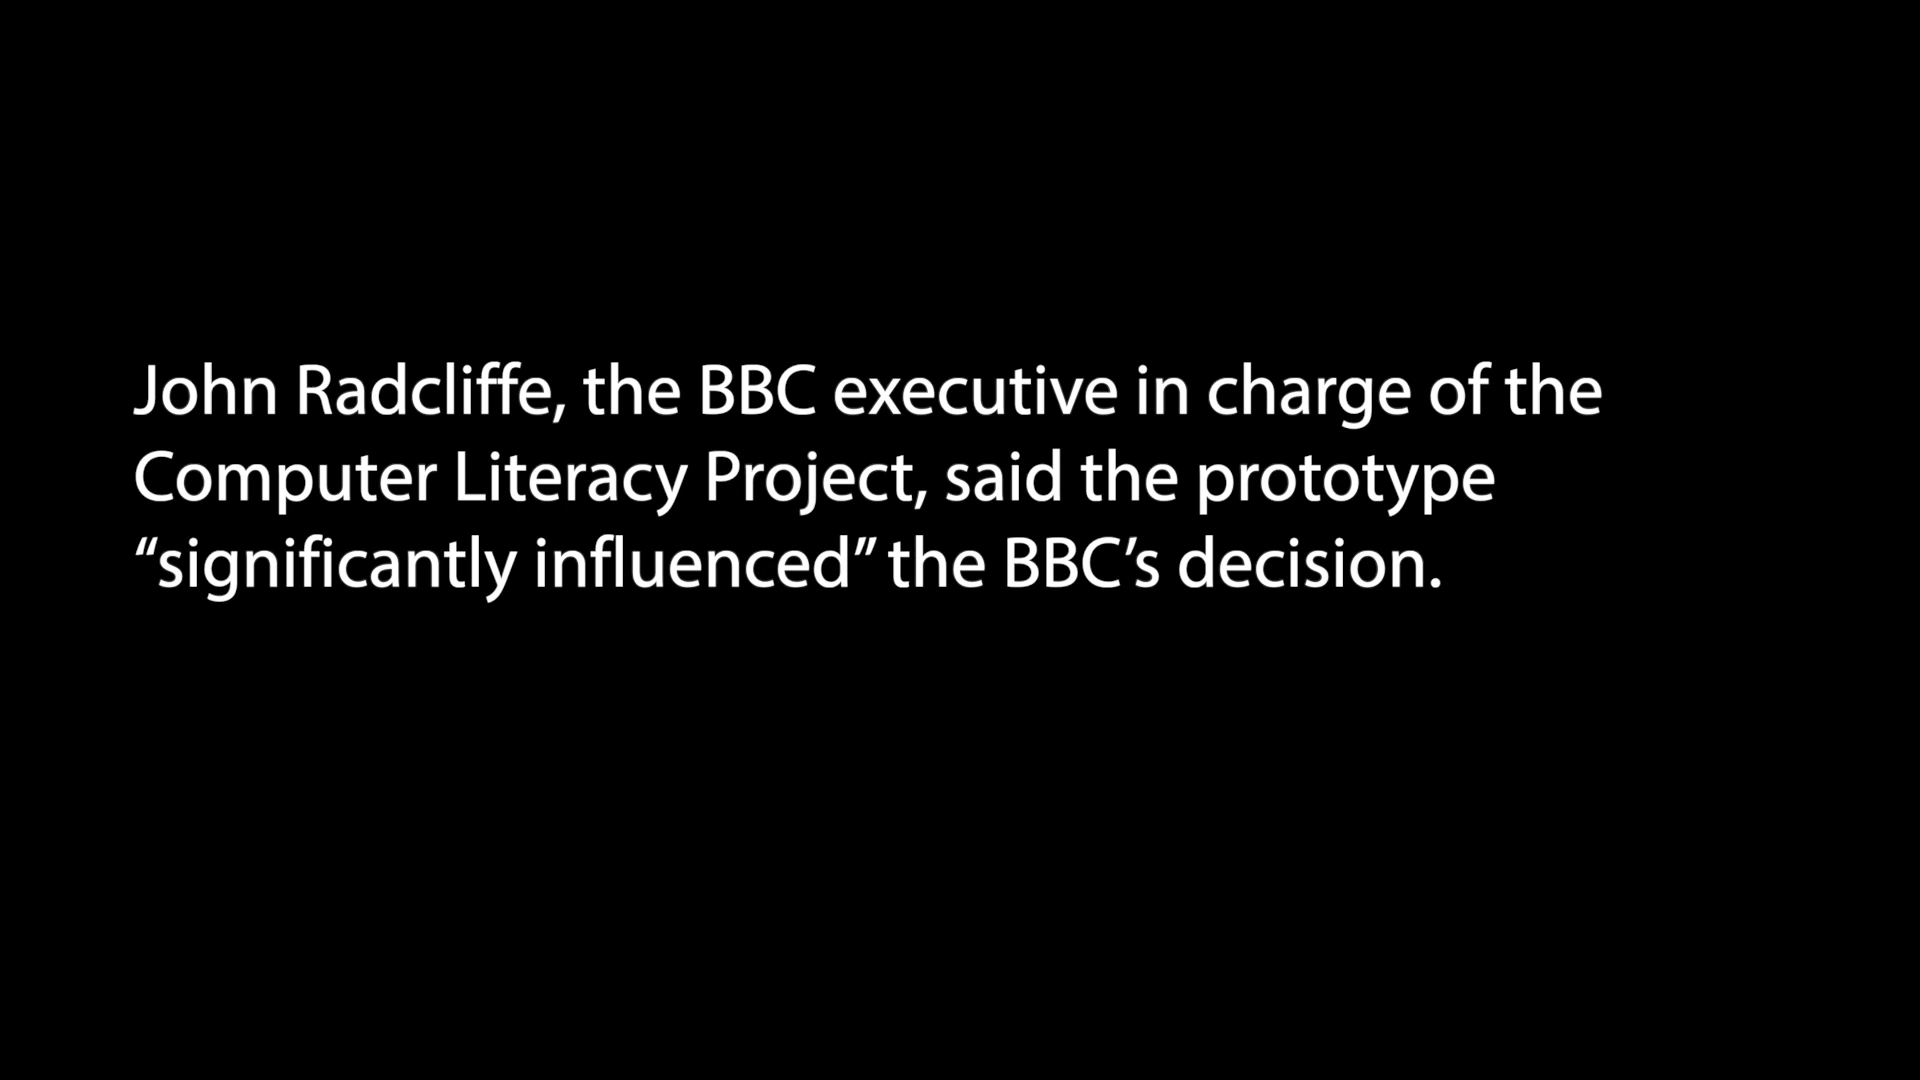 John Radcliffe, the BBC executive in charge of the
Computer Literacy Project, said the prototype
“significantly influenced” the BBC’s decision.